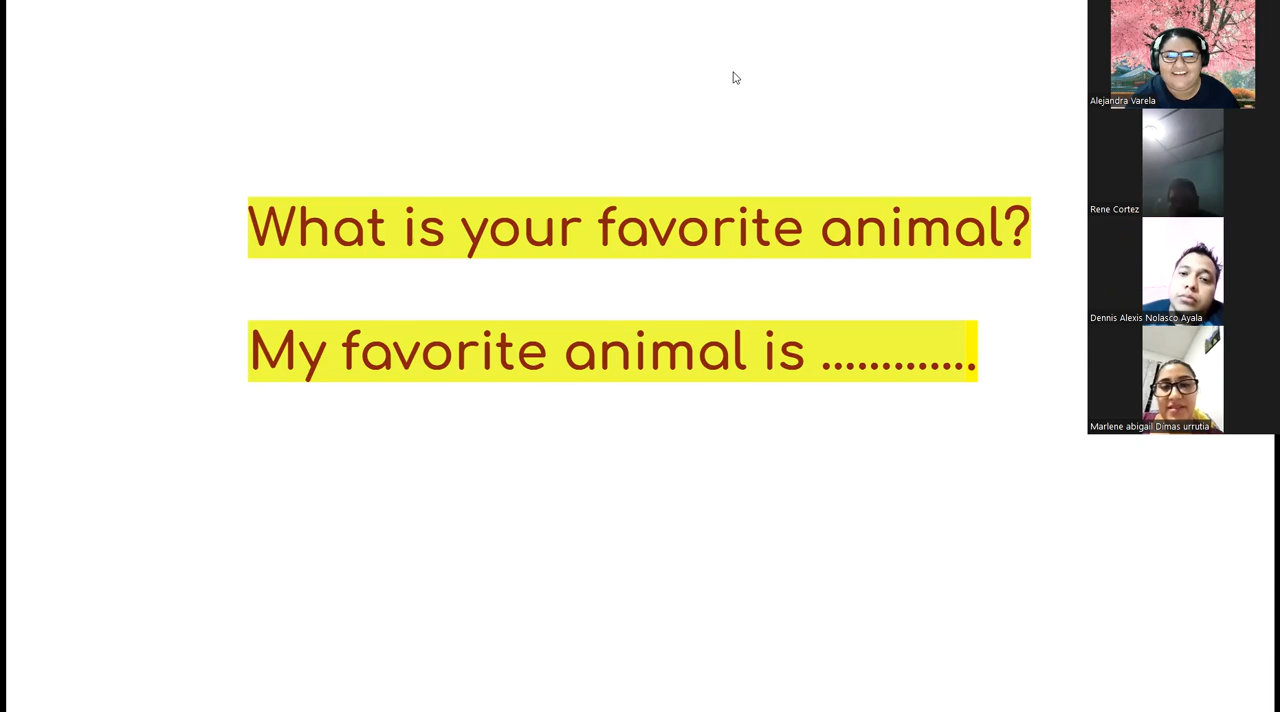 What is your favorite animal?
My favorite animal is ..............
Alejandra Varela
Rene Cortez
Dennis Alexis Nolasco Ayala
Marlene abigail Dimas urrutia